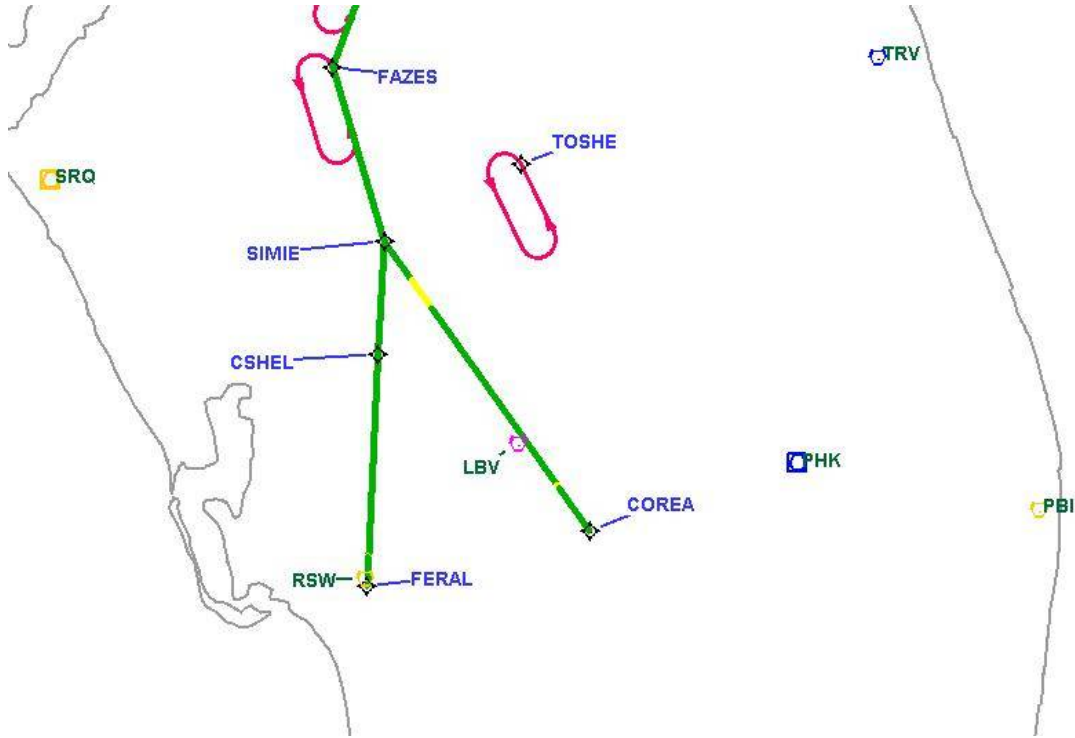 TRV
FAZES
TOSHE
SRQ
SIMIE
CSHEL
LBV
PHK
COREA
PBI
RSW
FERAL